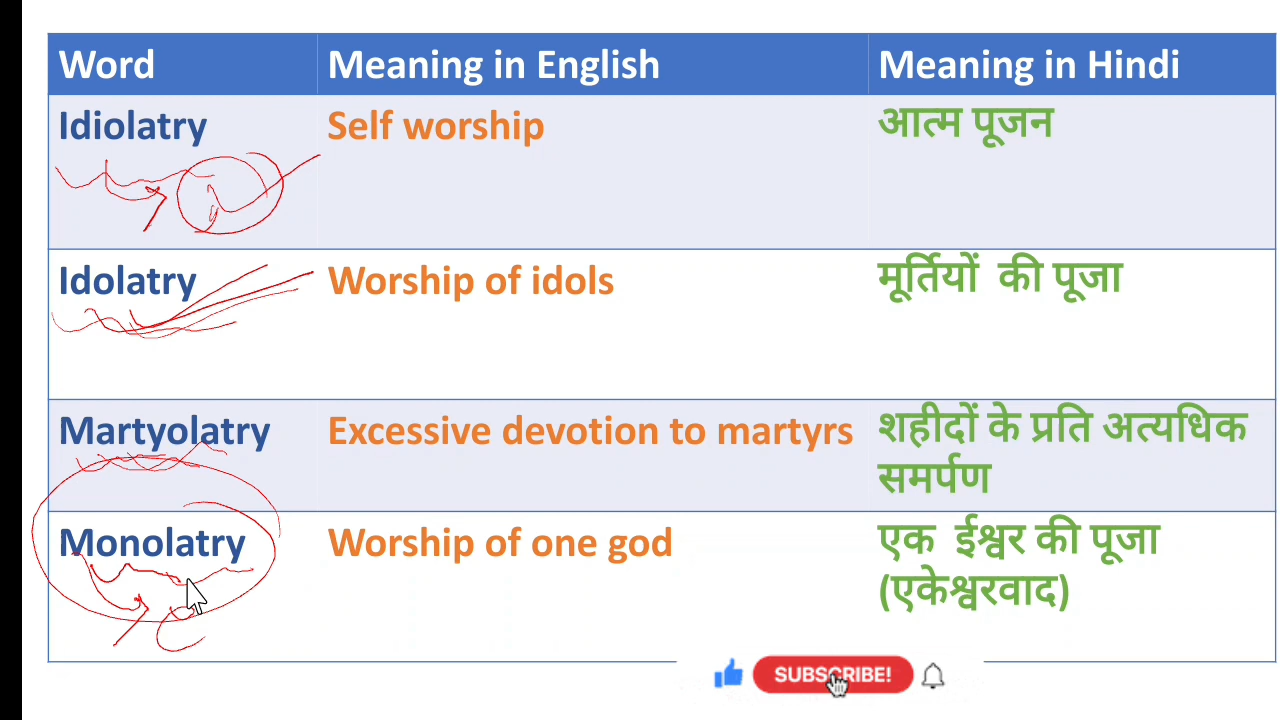 Word Meaning in English Meaning in Hindi
Idiolatry Self worship आत्म पूजन
Idolatry Worship of idols मूर्तियों की पूजा
Martyolatry Excessive devotion to martyrs शहीदों के प्रति अत्यधिक
समर्पण
Monolatry Worship of one god एक ईश्वर की पूजा
(एकेश्वरवाद)
SUBSCRIBE!